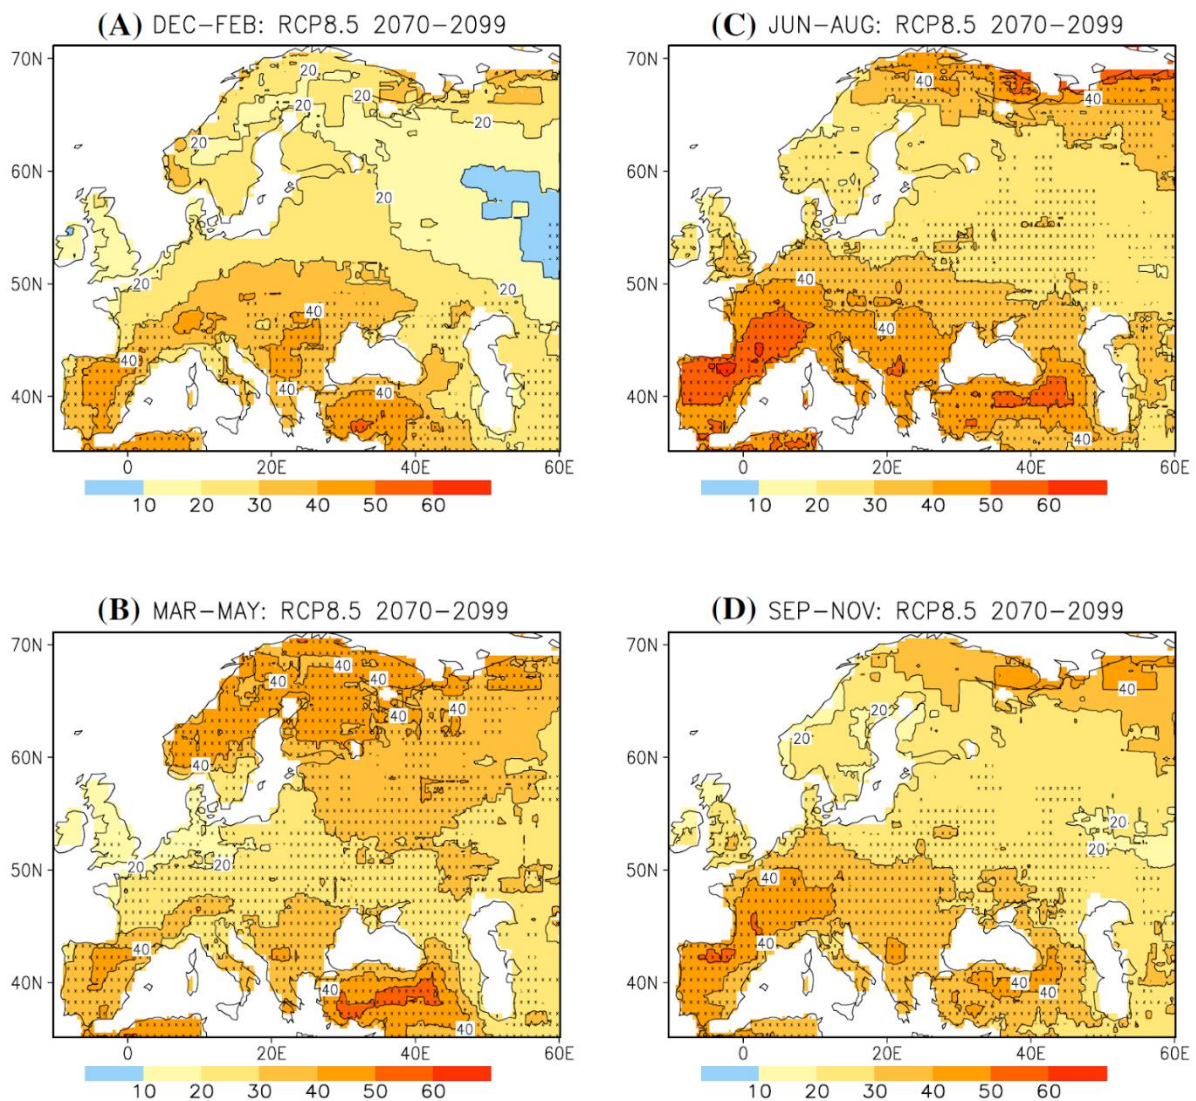 (A) DEC–FEB: RCP8.5 2070–2099
70N
60N
50N
40N
20
20
20
20
20
20
20
20
40
40
40
40
0 20E 40E 60E
10 20 30 40 50 60
(C) JUN–AUG: RCP8.5 2070–2099
70N
60N
50N
40N
40
40
40
40
40
0 20E 40E 60E
10 20 30 40 50 60
(B) MAR–MAY: RCP8.5 2070–2099
70N
60N
50N
40N
40
40
40
40
40
40
20
20
40
40
40
0 20E 40E 60E
10 20 30 40 50 60
(D) SEP–NOV: RCP8.5 2070–2099
70N
60N
50N
40N
40
20
20
20
20
40
40
40
40
40
0 20E 40E 60E
10 20 30 40 50 60